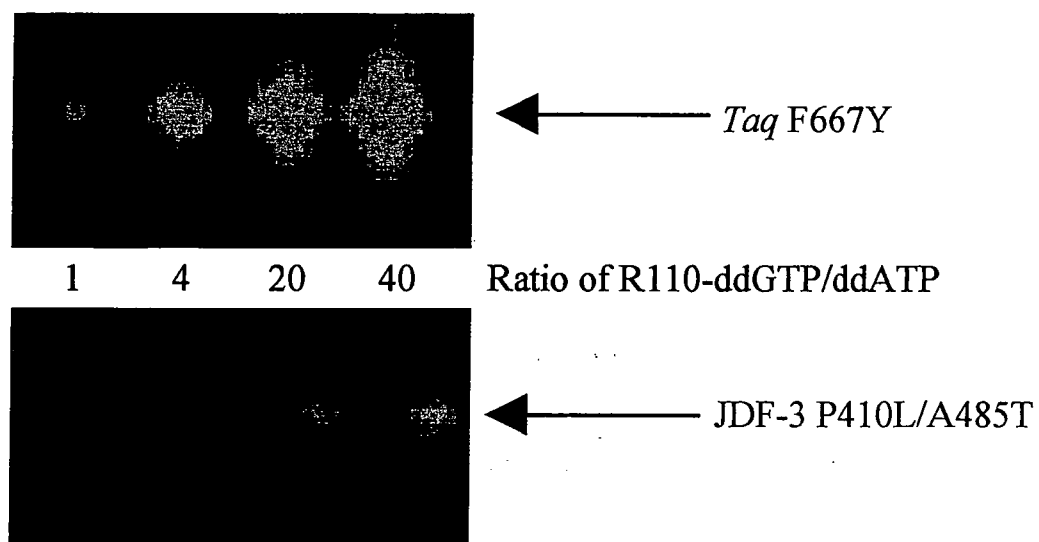 Taq F667Y
1 4 20 40 Ratio of R110-ddGTP/ddATP
JDF-3 P410L/A485T